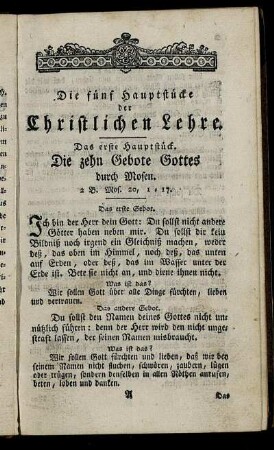 Die fünf Hauptstücke
der
Christlichen Lehre.
Das erste Hauptstück.
Die zehn Gebote Gottes
durch Mosen.
2 B. Mos. 20, 1-17.
Das erste Gebot.
Ich bin der Herr dein Gott: Du sollst nicht andere
Götter haben neben mir. Du sollst dir kein
Bildniß noch irgend ein Gleichniß machen, weder
deß, das oben im Himmel, noch deß, das unten
auf Erden, oder deß, das im Wasser unter der
Erde ist. Bete sie nicht an, und diene ihnen nicht.
Was ist das?
Wir sollen Gott über alle Dinge fürchten, lieben
und vertrauen.
Das andere Gebot.
Du sollst den Namen deines Gottes nicht un-
nützlich führen: denn der Herr wird den nicht unge-
straft lassen, der seinen Namen misbraucht.
Was ist das?
Wir sollen Gott fürchten und lieben, daß wir bey
seinem Namen nicht fluchen, schwören, zaubern, lügen
oder trügen; sondern denselben in allen Nöthen anrufen,
beten, loben und danken.
A Das